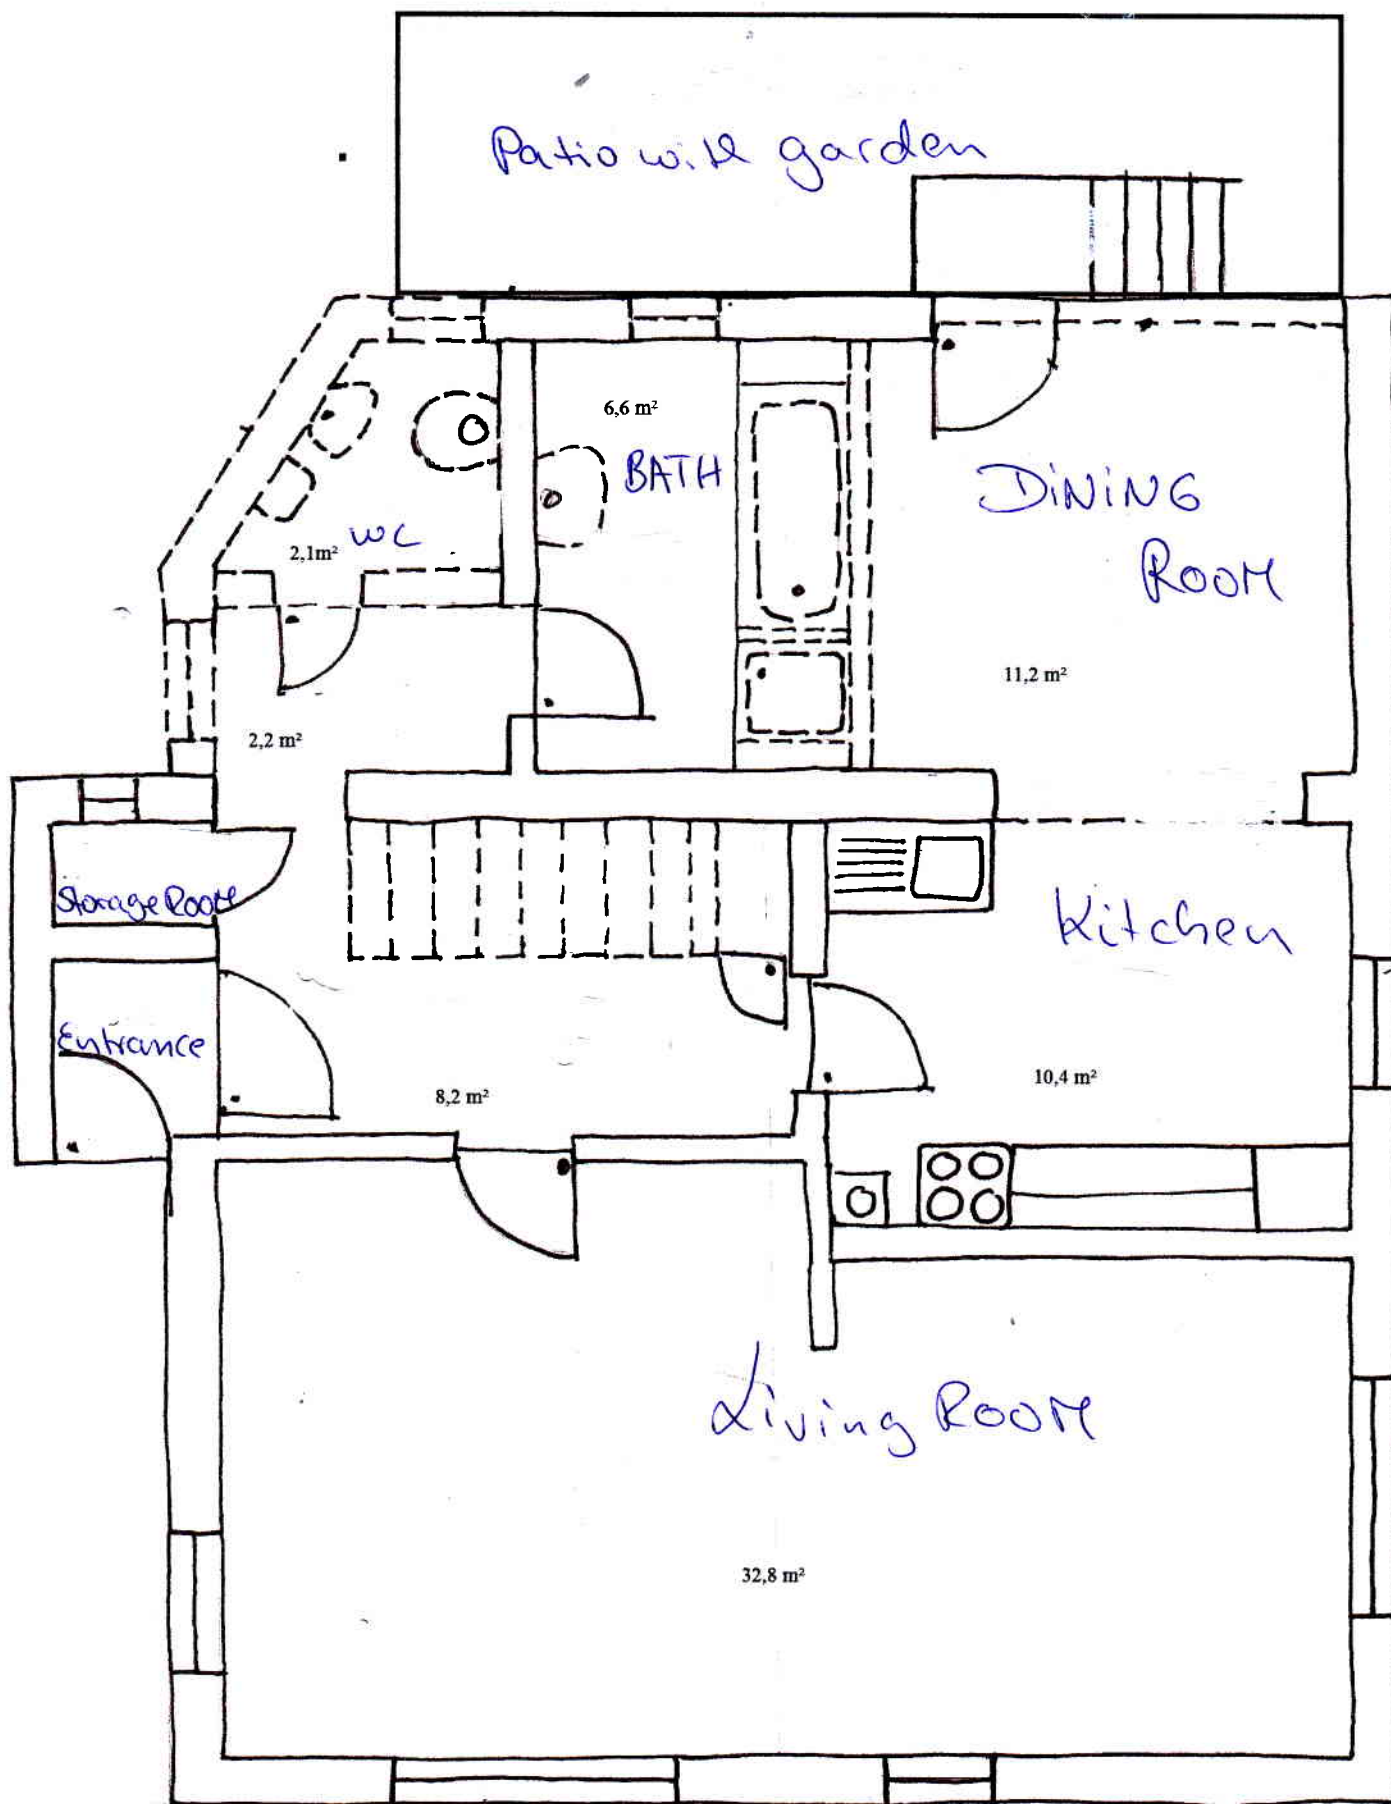 Patio with garden
6,6 m²
BATH
DiNiNG
ROOM
WC
2,1m²
11,2 m²
2,2 m²
Storage Room
Kitchen
Entrance
8,2 m²
10,4 m²
Living ROOM
32,8 m²